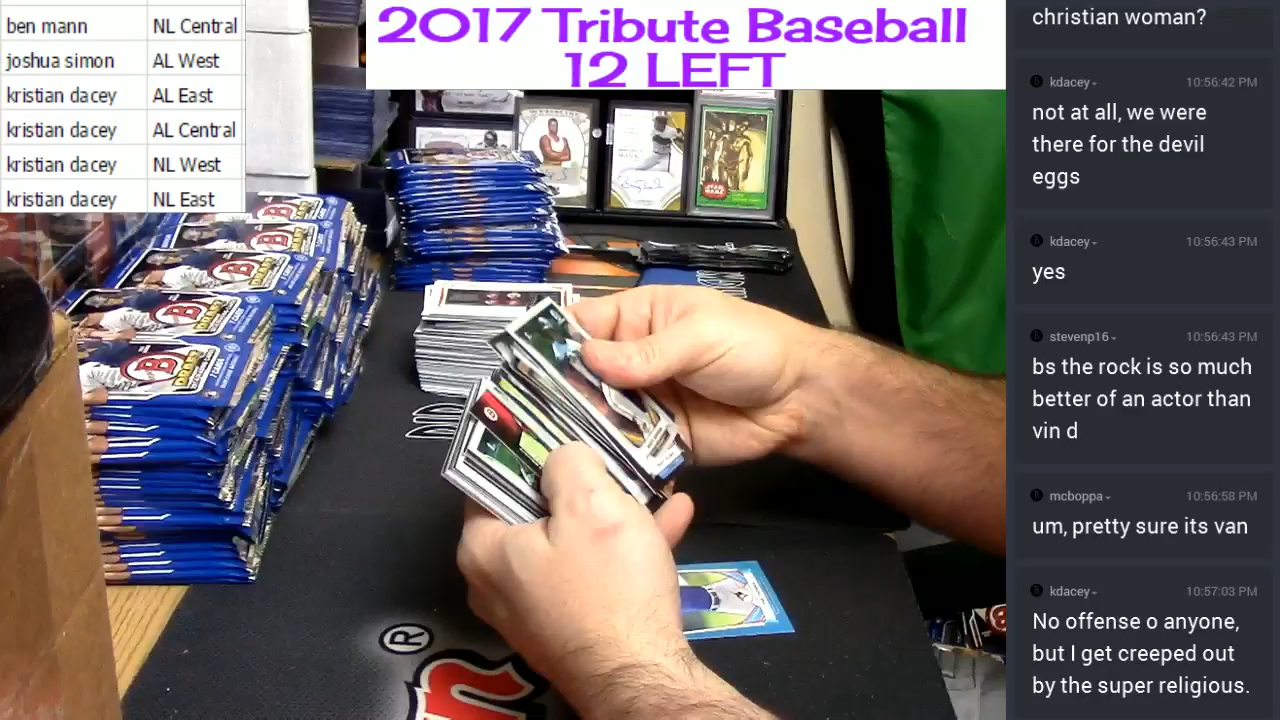 ben mann NL Central
joshua simon AL West
kristian dacey AL East
kristian dacey AL Central
kristian dacey NL West
kristian dacey NL East
2017 Tribute Baseball
12 LEFT
christian woman?
kdacey 10:56:42 PM
not at all, we were
there for the devil
eggs
kdacey 10:56:43 PM
yes
stevenp16 10:56:43 PM
bs the rock is so much
better of an actor than
vin d
mcboppa 10:56:58 PM
um, pretty sure its van
kdacey 10:57:03 PM
No offense o anyone,
but I get creeped out
by the super religious.
STAR WARS
B
DRAFT
®